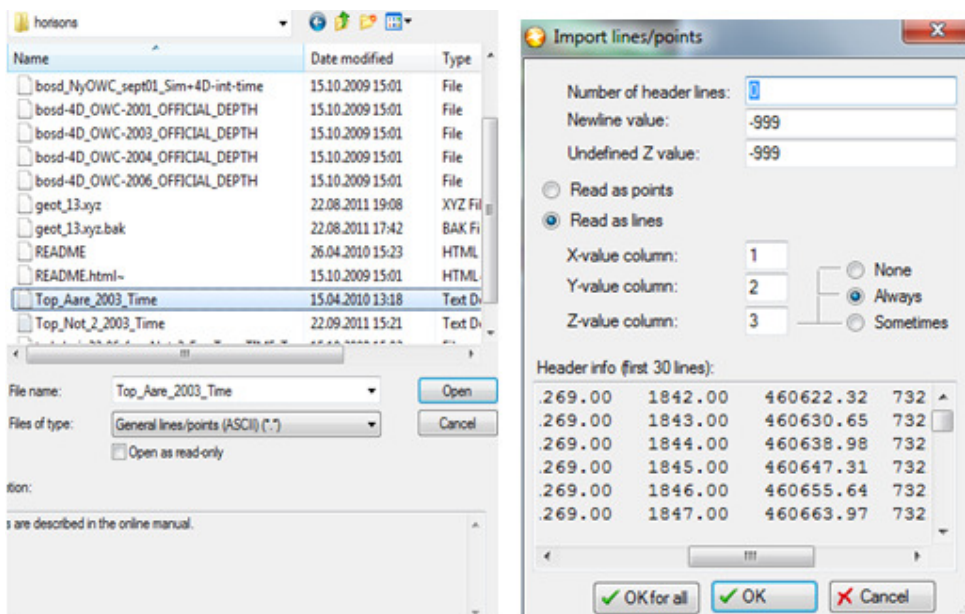 horisons
Name Date modified Type
bosd_NyOWC_sept01_Sim+4D-int-time 15.10.2009 15:01 File
bosd-4D_OWC-2001_OFFICIAL_DEPTH 15.10.2009 15:01 File
bosd-4D_OWC-2003_OFFICIAL_DEPTH 15.10.2009 15:01 File
bosd-4D_OWC-2004_OFFICIAL_DEPTH 15.10.2009 15:01 File
bosd-4D_OWC-2006_OFFICIAL_DEPTH 15.10.2009 15:01 File
geot_13.xyz 22.08.2011 19:08 XYZ Fil
geot_13.xyz.bak 22.08.2011 17:42 BAK Fi
README 26.04.2010 15:23 HTML
README.html~ 15.10.2009 15:01 HTML
Top_Aare_2003_Time 15.04.2010 13:18 Text D
Top_Not_2_2003_Time 22.09.2011 15:21 Text D
File name: Top_Aare_2003_Time Open
Files of type: General lines/points (ASCII) (*.*) Cancel
Open as read-only
tion:
s are described in the online manual.
Import lines/points
Number of header lines: 0
Newline value: -999
Undefined Z value: -999
Read as points
Read as lines
X-value column: 1
Y-value column: 2
Z-value column: 3
None
Always
Sometimes
Header info (first 30 lines):
.269.00 1842.00 460622.32 732
.269.00 1843.00 460630.65 732
.269.00 1844.00 460638.98 732
.269.00 1845.00 460647.31 732
.269.00 1846.00 460655.64 732
.269.00 1847.00 460663.97 732
OK for all OK Cancel